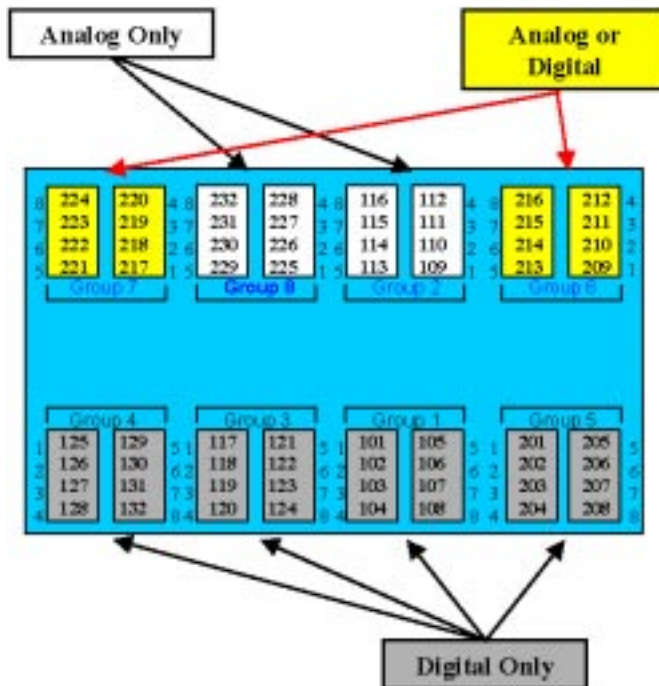 Analog Only
Analog or
Digital
8 224 220 4 8 232 228 4 8 116 112 4 8 216 212 4
7 223 219 3 7 231 227 3 7 115 111 3 7 215 211 3
6 222 218 2 6 230 226 2 6 114 110 2 6 214 210 2
5 221 217 1 5 229 225 1 5 113 109 1 5 213 209 1
Group 7 Group 8 Group 2 Group 6
Group 4 Group 3 Group 1 Group 5
1 125 129 5 1 117 121 5 1 101 105 5 1 201 205 5
2 126 130 6 2 118 122 6 2 102 106 6 2 202 206 6
3 127 131 7 3 119 123 7 3 103 107 7 3 203 207 7
4 128 132 8 4 120 124 8 4 104 108 8 4 204 208 8
Digital Only